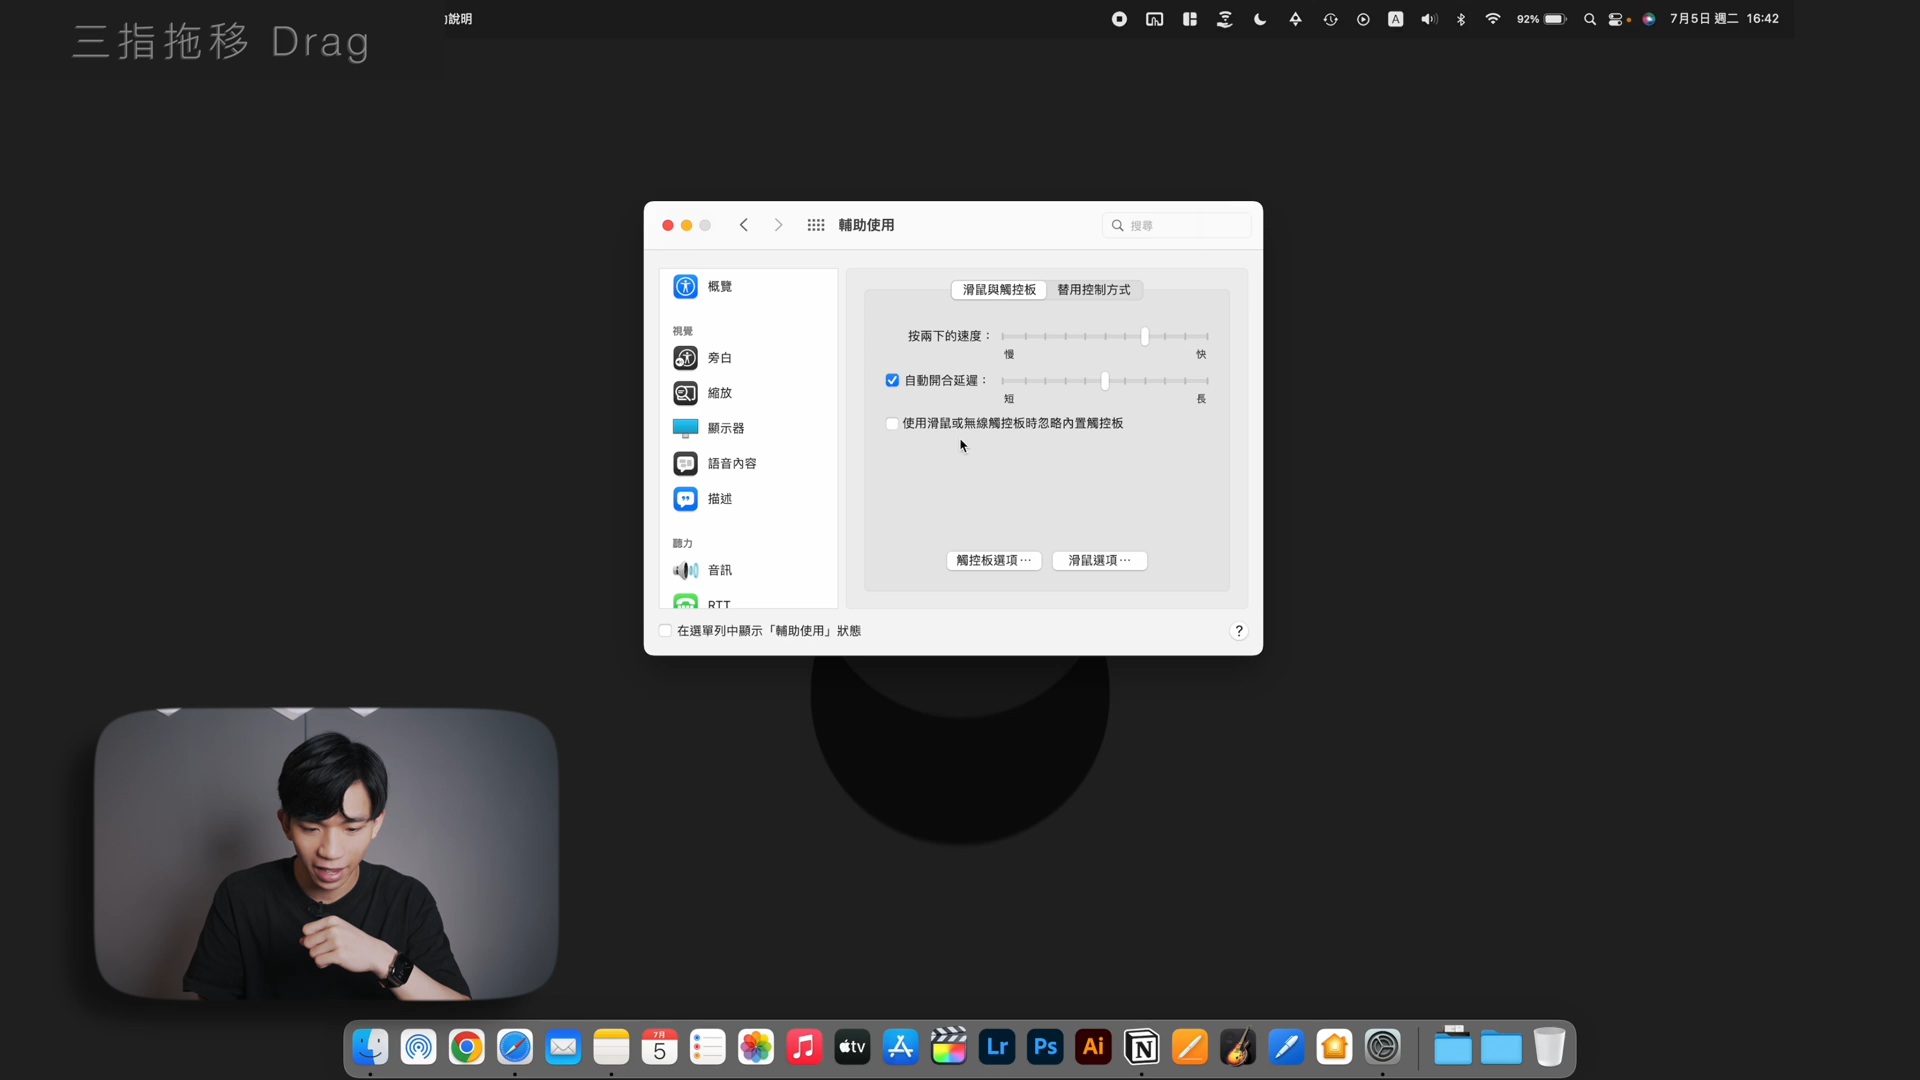 三指拖移 Drag
說明
A
92%
7月5日 週二 16:42
輔助使用
搜尋
概覽
視覺
旁白
縮放
顯示器
語音內容
描述
聽力
音訊
RTT
滑鼠與觸控板
替用控制方式
按兩下的速度：
慢
快
自動開合延遲：
短
長
使用滑鼠或無線觸控板時忽略內置觸控板
觸控板選項⋯
滑鼠選項⋯
在選單列中顯示「輔助使用」狀態
?
7月
5
tv
Lr
Ps
Ai
N